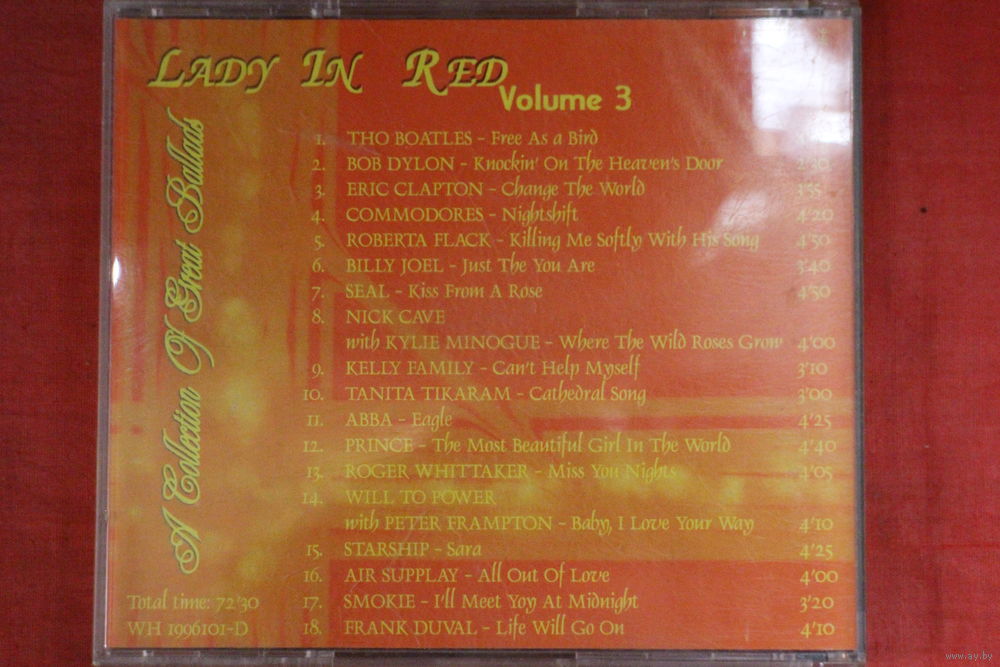 LADY IN RED
Volume 3
A Collection Of Great Ballads
1. THO BOATLES – Free As a Bird
2. BOB DYLON – Knockin' On The Heaven's Door 2'30
3. ERIC CLAPTON – Change The World 3'55
4. COMMODORES – Nightshift 4'20
5. ROBERTA FLACK – Killing Me Softly With His Song 4'50
6. BILLY JOEL – Just The You Are 3'40
7. SEAL – Kiss From A Rose 4'50
8. NICK CAVE
with KYLIE MINOGUE – Where The Wild Roses Grow 4'00
9. KELLY FAMILY – Can't Help Myself 3'10
10. TANITA TIKARAM – Cathedral Song 3'00
11. ABBA – Eagle 4'25
12. PRINCE – The Most Beautiful Girl In The World 4'40
13. ROGER WHITTAKER – Miss You Nights 4'05
14. WILL TO POWER
with PETER FRAMPTON – Baby, I Love Your Way 4'10
15. STARSHIP – Sara 4'25
16. AIR SUPPLAY – All Out Of Love 4'00
17. SMOKIE – I'll Meet Yoy At Midnight 3'20
18. FRANK DUVAL – Life Will Go On 4'10
Total time: 72'30
WH 1996101-D
www.ay.by